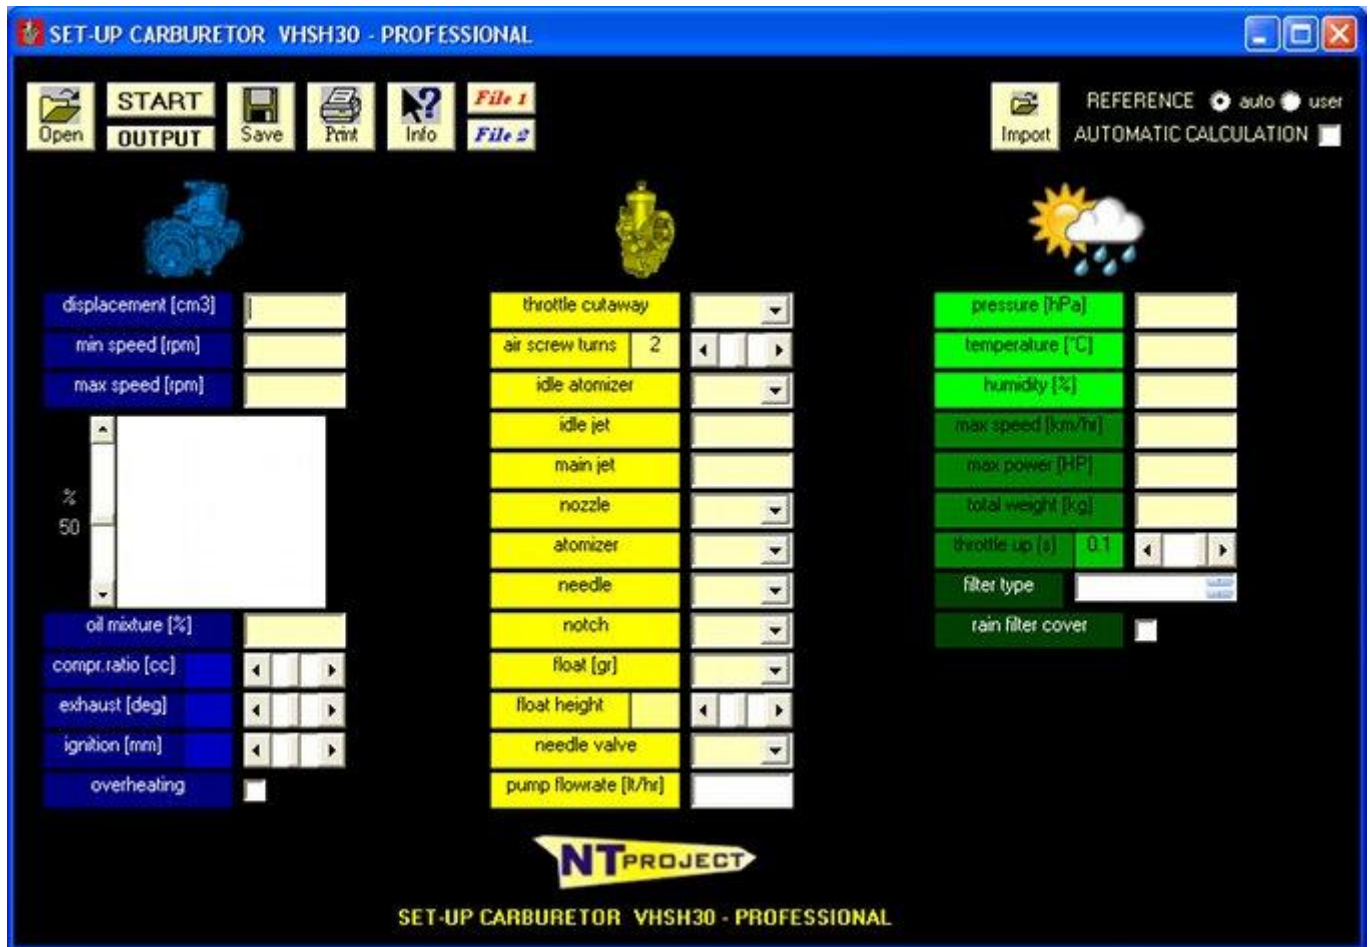 SET-UP CARBURETOR VHSH30 - PROFESSIONAL
Open
START
OUTPUT
Save
Print
Info
File 1
File 2
Import
REFERENCE auto user
AUTOMATIC CALCULATION
displacement [cm3]
min speed [rpm]
max speed [rpm]
%
50
oil mixture [%]
compr.ratio [cc]
exhaust [deg]
ignition [mm]
overheating
throttle cutaway
air screw turns 2
idle atomizer
idle jet
main jet
nozzle
atomizer
needle
notch
float [gr]
float height
needle valve
pump flowrate [lt/hr]
pressure [hPa]
temperature [°C]
humidity [%]
max speed [km/hr]
max power [HP]
total weight [kg]
throttle up [s] 0.1
filter type
rain filter cover
NT PROJECT
SET-UP CARBURETOR VHSH30 - PROFESSIONAL